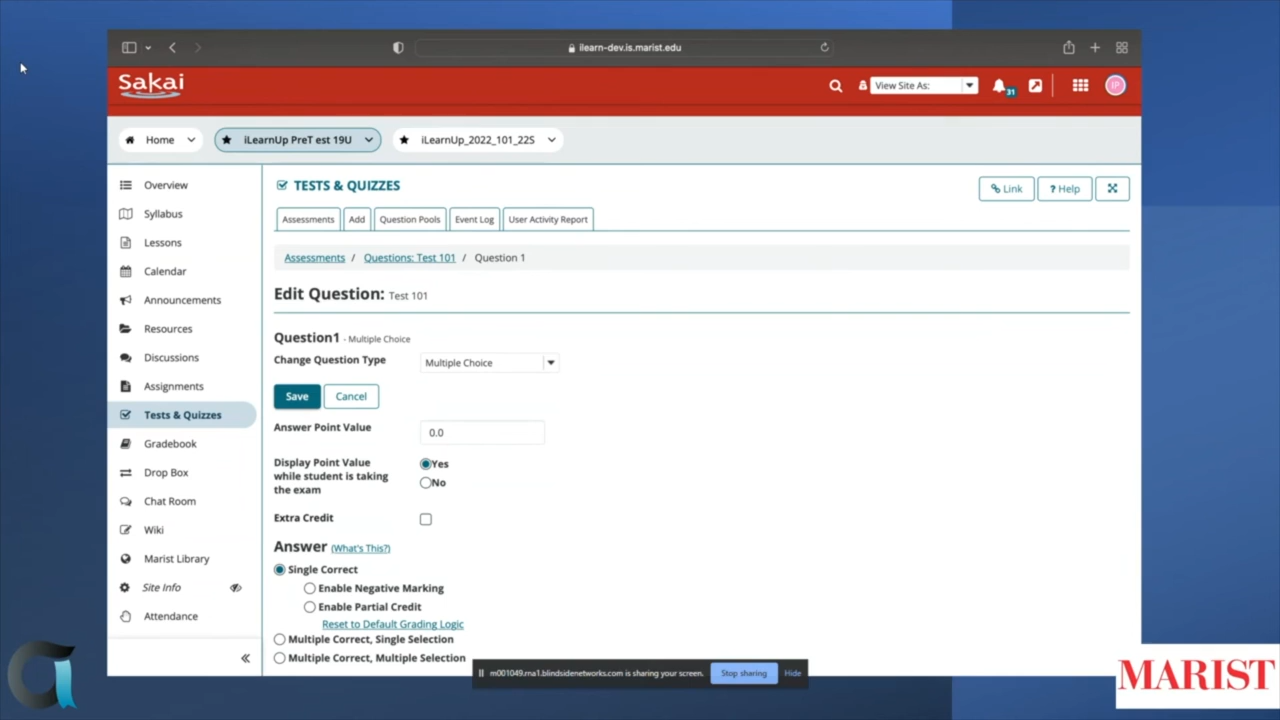 ilearn-dev.is.marist.edu
Sakai
View Site As:
31
IP
Home
iLearnUp PreT est 19U
iLearnUp_2022_101_22S
Overview
Syllabus
Lessons
Calendar
Announcements
Resources
Discussions
Assignments
Tests & Quizzes
Gradebook
Drop Box
Chat Room
Wiki
Marist Library
Site Info
Attendance
TESTS & QUIZZES
Link
? Help
Assessments
Add
Question Pools
Event Log
User Activity Report
Assessments / Questions: Test 101 / Question 1
Edit Question: Test 101
Question1 - Multiple Choice
Change Question Type
Multiple Choice
Save
Cancel
Answer Point Value
0.0
Display Point Value
while student is taking
the exam
Yes
No
Extra Credit
Answer (What's This?)
Single Correct
Enable Negative Marking
Enable Partial Credit
Reset to Default Grading Logic
Multiple Correct, Single Selection
Multiple Correct, Multiple Selection
m001049.rna1.blindsidenetworks.com is sharing your screen.
Stop sharing
Hide
MARIST